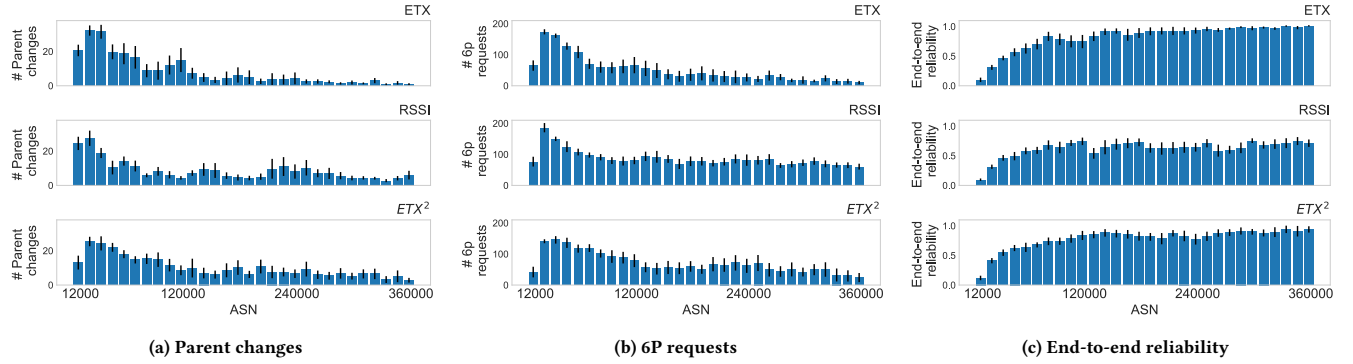 ETX
# Parent
changes
20
0
RSSI
# Parent
changes
20
0
ETX²
# Parent
changes
20
0
12000
120000
240000
360000
ASN
(a) Parent changes
ETX
# 6p
requests
200
100
0
RSSI
# 6p
requests
200
100
0
ETX²
# 6p
requests
200
100
0
12000
120000
240000
360000
ASN
(b) 6P requests
ETX
End-to-end
reliability
1.0
0.5
0.0
RSSI
End-to-end
reliability
1.0
0.5
0.0
ETX²
End-to-end
reliability
1.0
0.5
0.0
12000
120000
240000
360000
ASN
(c) End-to-end reliability